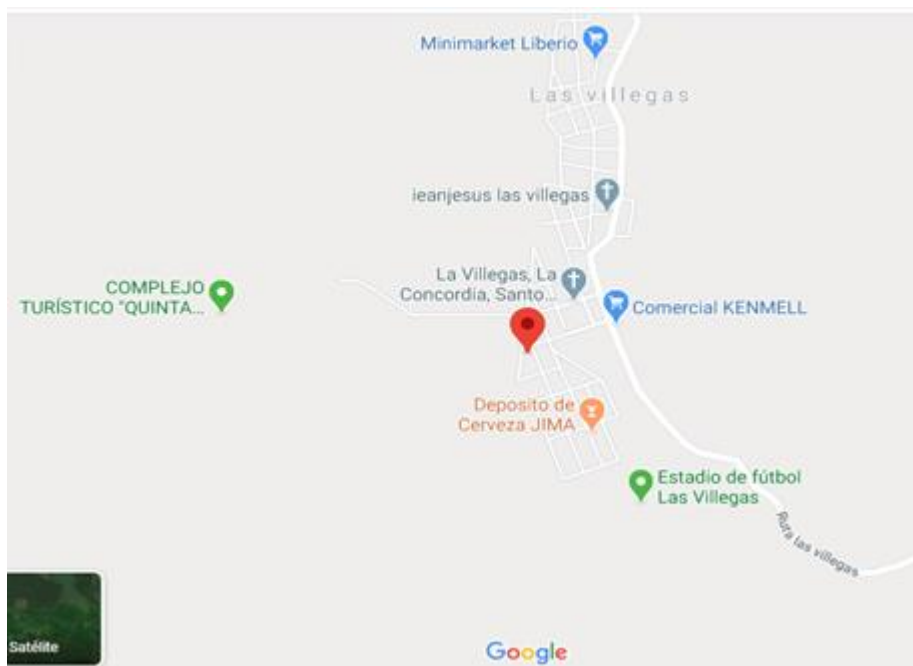 Minimarket Liberio
Las villegas
ieanjesus las villegas
La Villegas, La
Concordia, Santo...
COMPLEJO
TURÍSTICO "QUINTA...
Comercial KENMELL
Deposito de
Cerveza JIMA
Estadio de fútbol
Las Villegas
Ruta las villegas
Satélite
Google